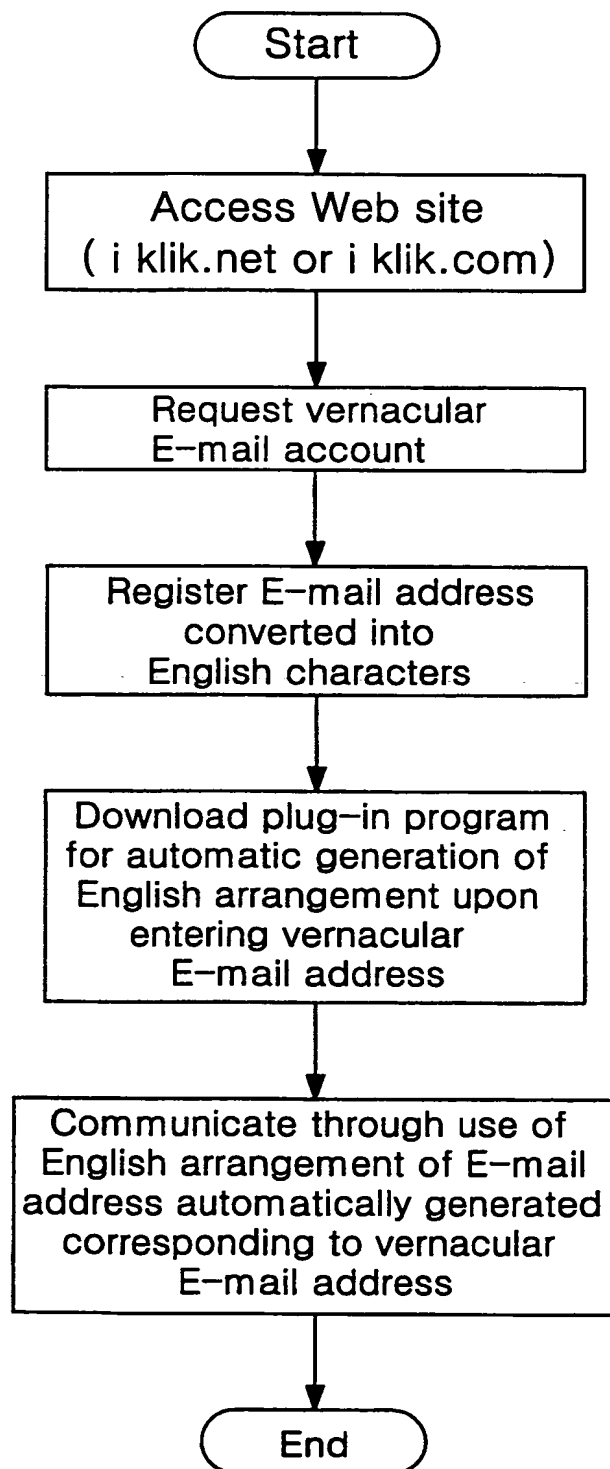 Start
Access Web site
( i klik.net or i klik.com)
Request vernacular
E-mail account
Register E-mail address
converted into
English characters
Download plug-in program
for automatic generation of
English arrangement upon
entering vernacular
E-mail address
Communicate through use of
English arrangement of E-mail
address automatically generated
corresponding to vernacular
E-mail address
End